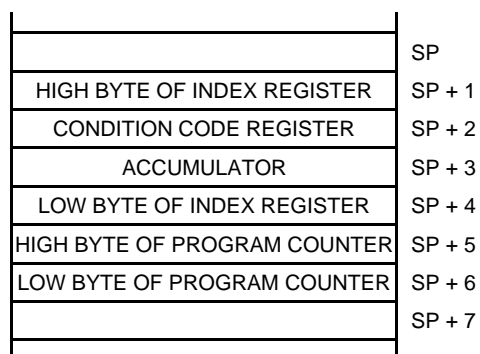 SP
HIGH BYTE OF INDEX REGISTER SP + 1
CONDITION CODE REGISTER SP + 2
ACCUMULATOR SP + 3
LOW BYTE OF INDEX REGISTER SP + 4
HIGH BYTE OF PROGRAM COUNTER SP + 5
LOW BYTE OF PROGRAM COUNTER SP + 6
SP + 7